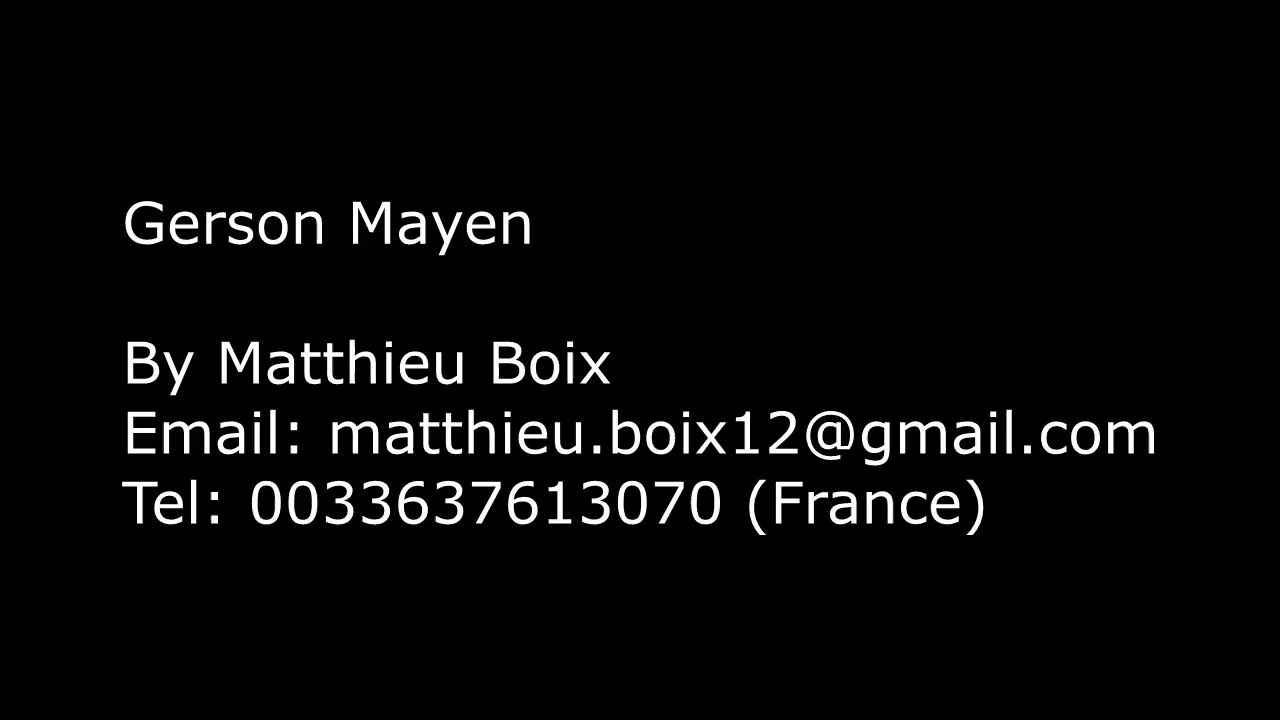 Gerson Mayen
By Matthieu Boix
Email: matthieu.boix12@gmail.com
Tel: 0033637613070 (France)